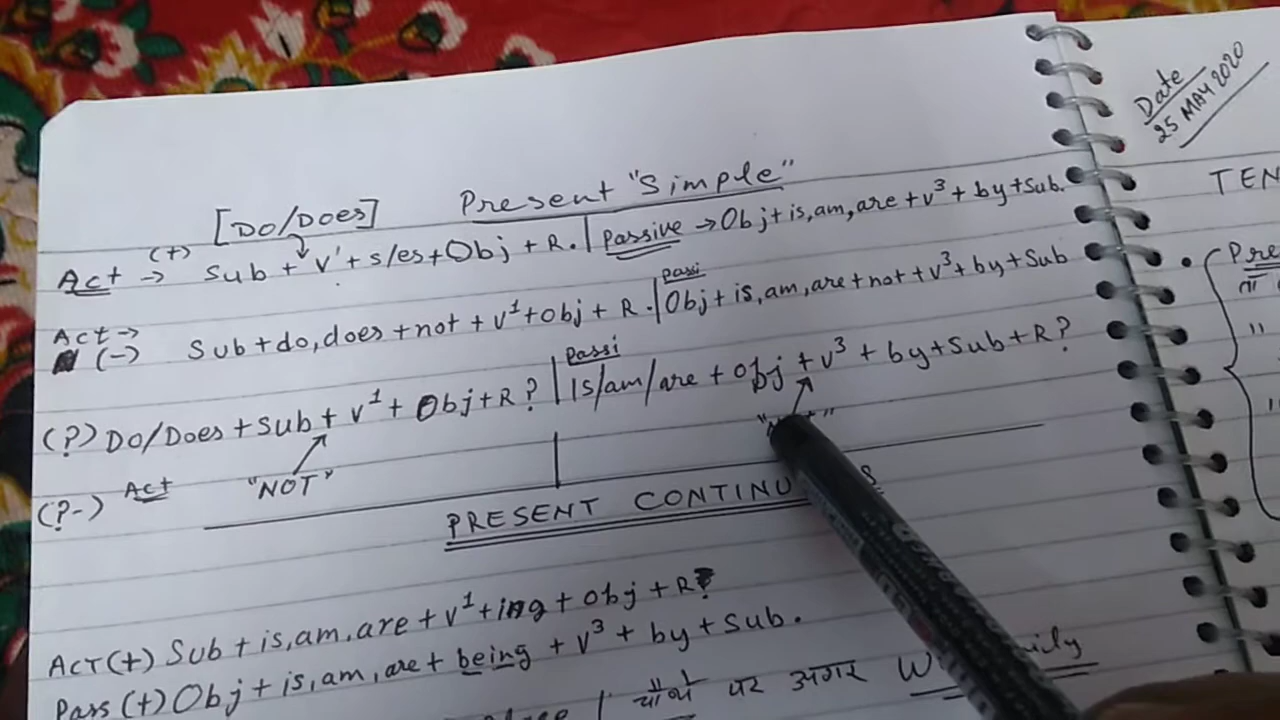 Present "Simple"
[DO/DOES]
Act (+) → Sub + V¹ + s/es + Obj + R. | Passive → Obj + is, am, are + V³ + by + Sub.
Act → (-) Sub + do, does + not + V¹ + Obj + R. | Passi Obj + is, am, are + not + V³ + by + Sub
(?) DO/Does + Sub + V¹ + Obj + R? | Passi Is/am/are + Obj + V³ + by + Sub + R?
(?-) Act "NOT"
PRESENT CONTINU S
ACT (+) Sub + is, am, are + V¹ + ing + Obj + R
Pass (+) Obj + is, am, are + being + V³ + by + Sub.
पर अगर
Date
25 MAY 2020
TEN
Pre
"
"